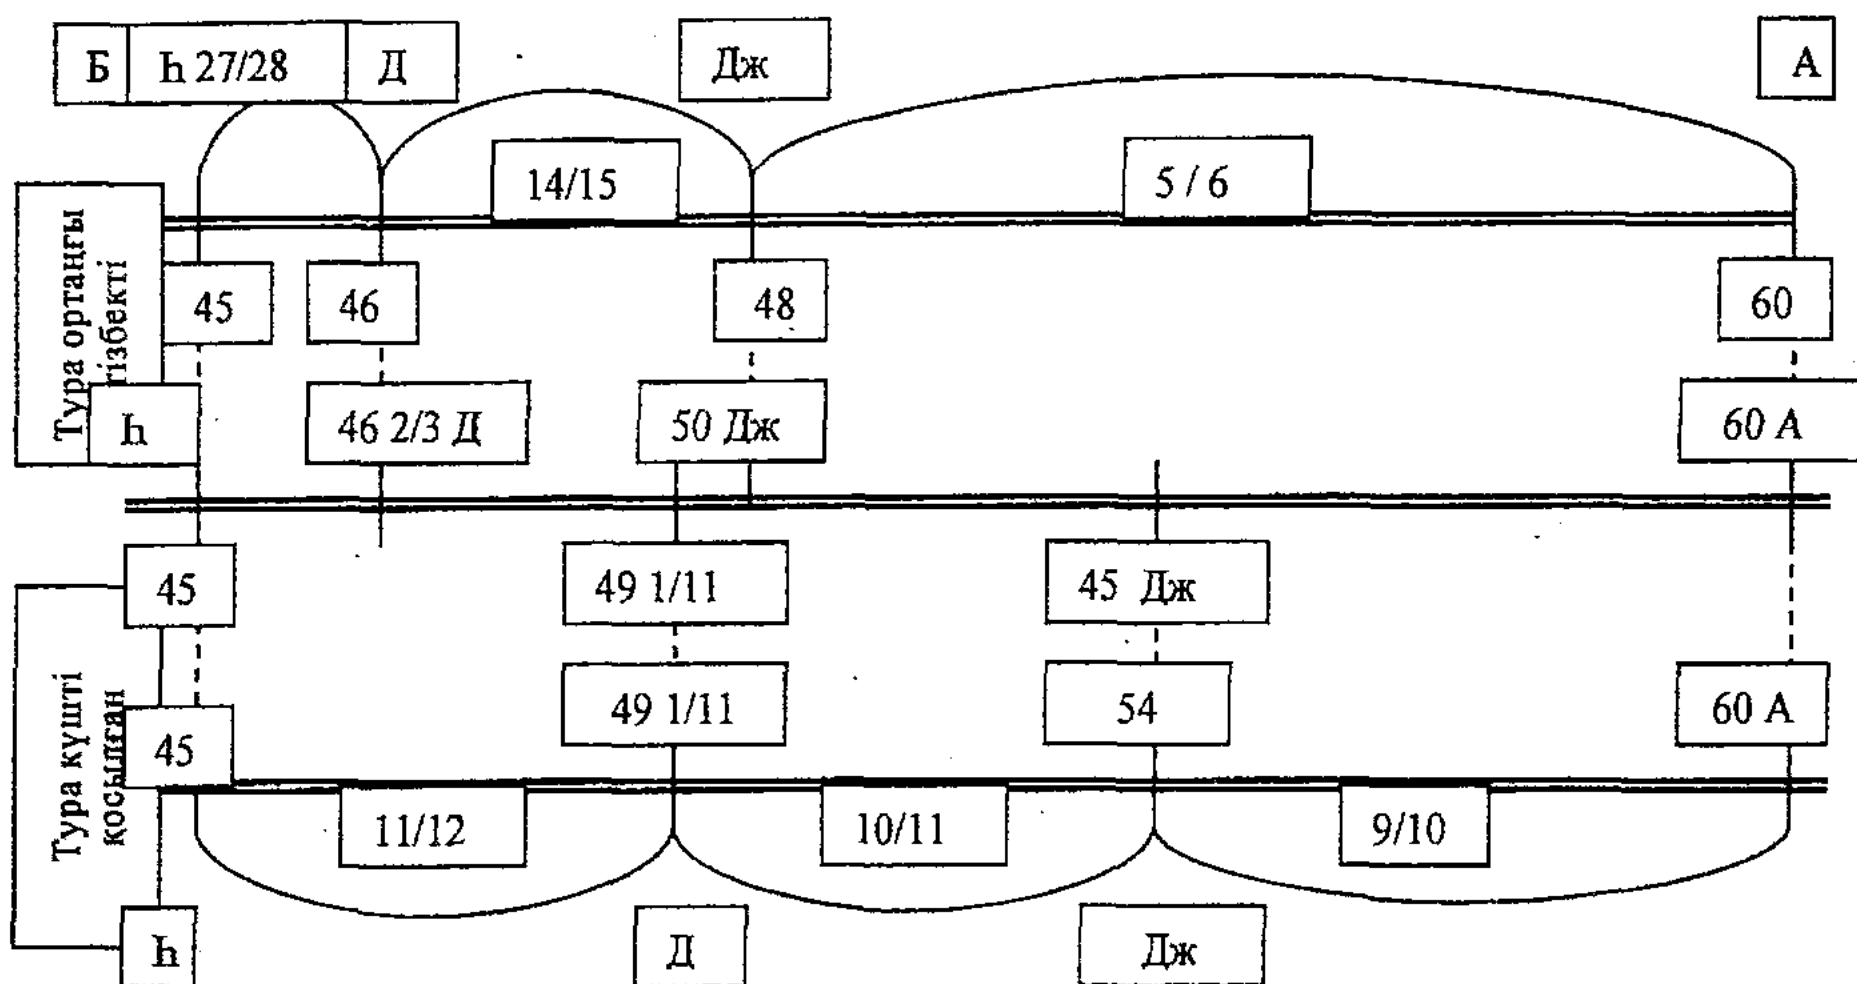 Б һ 27/28 Д Дж А
14/15 5 / 6
Тура ортаңғы
тізбекті
45 46 48 60
һ 46 2/3 Д 50 Дж 60 А
45 49 1/11 45 Дж
Тура күшті
қосылған
45 49 1/11 54 60 А
11/12 10/11 9/10
һ Д Дж